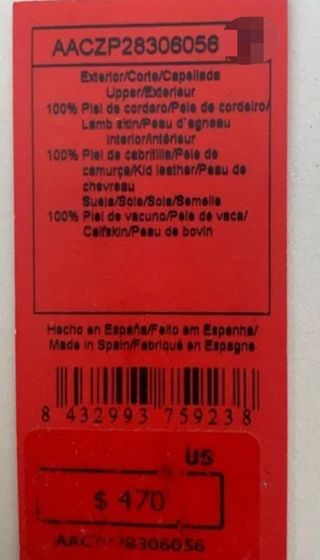 AACZP28306056
Exterior/Corte/Capellada
Upper/Exterieur
100% Piel de cordero/Pele de cordeiro/
Lamb skin/Peau d'agneau
Interior/Intérieur
100% Piel de cabritilla/Pele de
camurça/Kid leather/Peau de
chevreau
Suela/Sole/Sola/Semelle
100% Piel de vacuno/Pele de vaca/
Calfskin/Peau de bovin
Hecho en España/Feito em Espanha/
Made in Spain/Fabriqué en Espagne
8 432993 759238
US
$ 470
28306056